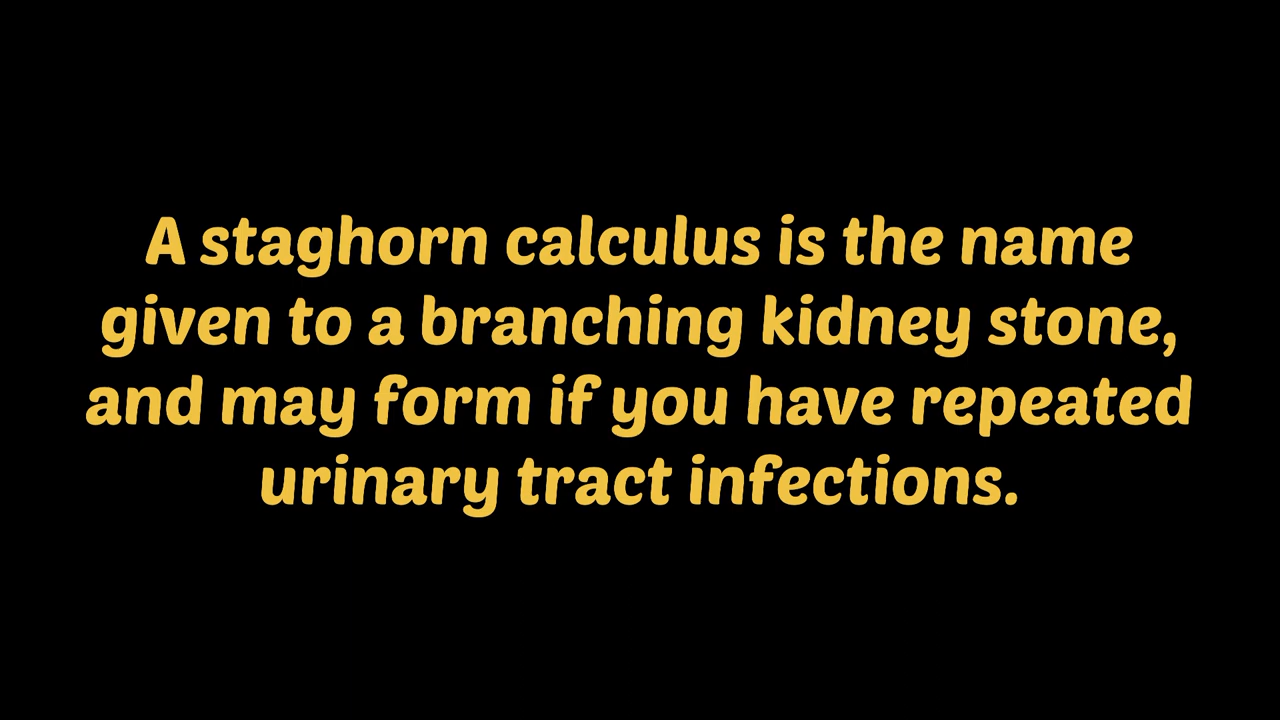 A staghorn calculus is the name
given to a branching kidney stone,
and may form if you have repeated
urinary tract infections.